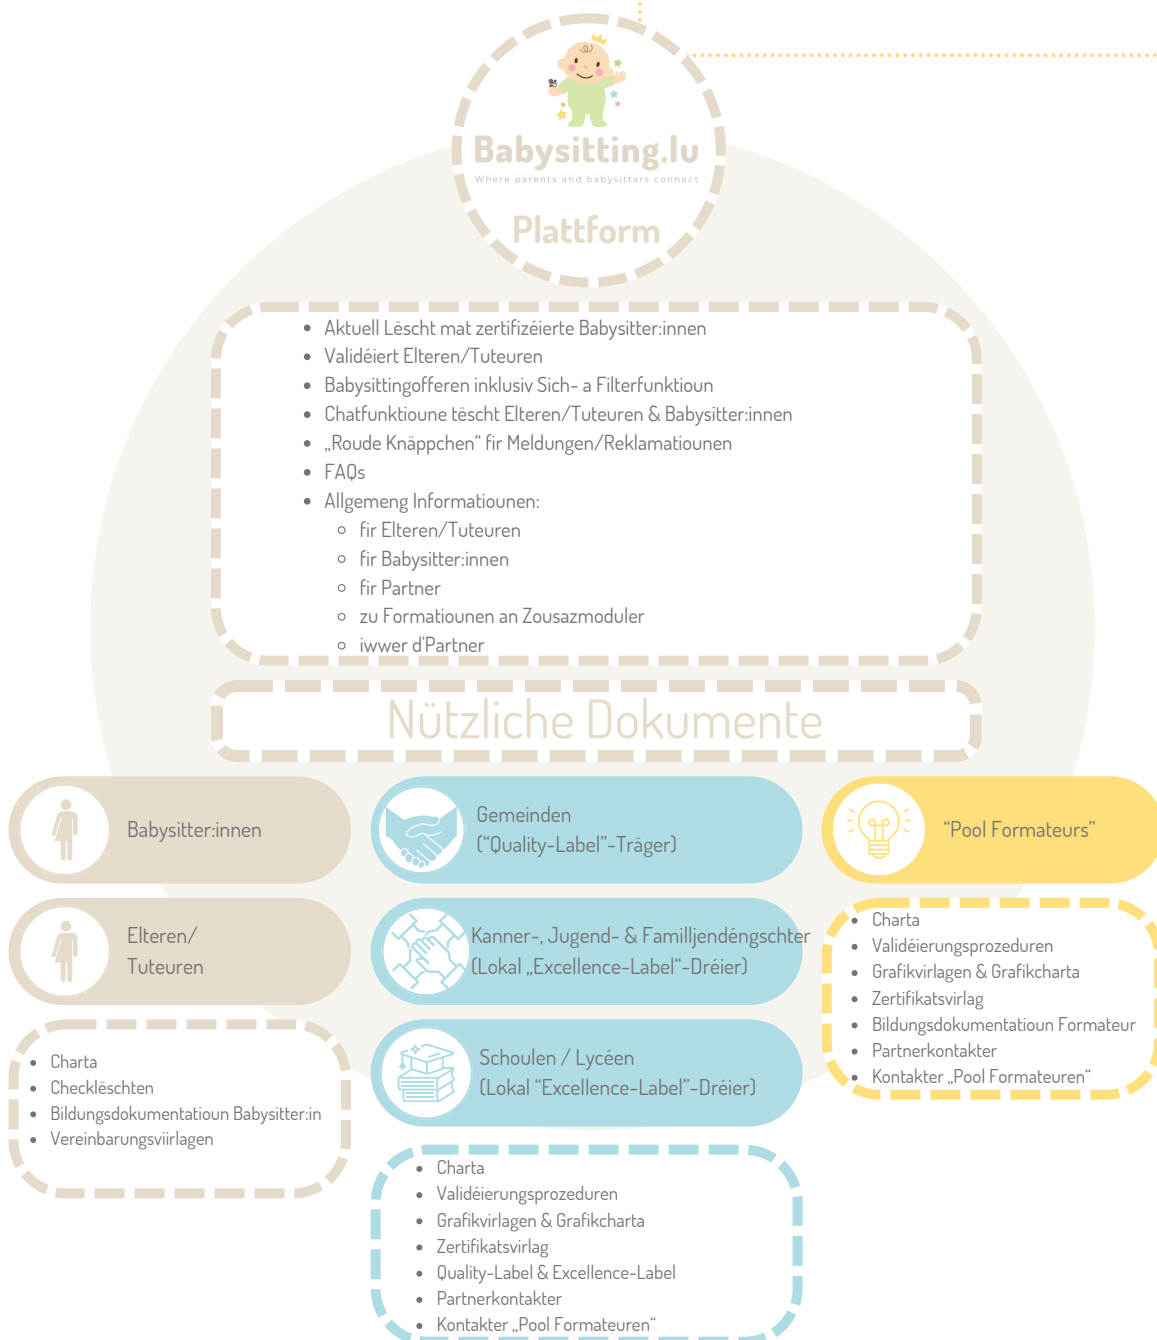 Babysitting.lu
Where parents and babysitters connect
Plattform
Aktuell Lëscht mat zertifizéierte Babysitter:innen
Validéiert Elteren/Tuteuren
Babysittingofferen inklusiv Sich- a Filterfunktioun
Chatfunktioune tëscht Elteren/Tuteuren & Babysitter:innen
„Roude Knäppchen“ fir Meldungen/Reklamatiounen
FAQs
Allgemeng Informatiounen:
fir Elteren/Tuteuren
fir Babysitter:innen
fir Partner
zu Formatiounen an Zousazmoduler
iwwer d'Partner
Nützliche Dokumente
Babysitter:innen
Elteren/
Tuteuren
Charta
Checklëschten
Bildungsdokumentatioun Babysitter:in
Vereinbarungsviirlagen
Gemeinden
(“Quality-Label”-Träger)
Kanner-, Jugend- & Familljendéngschter
(Lokal „Excellence-Label“-Dréier)
Schoulen / Lycéen
(Lokal “Excellence-Label”-Dréier)
Charta
Validéierungsprozeduren
Grafikvirlagen & Grafikcharta
Zertifikatsvirlag
Quality-Label & Excellence-Label
Partnerkontakter
Kontakter „Pool Formateuren“
“Pool Formateurs”
Charta
Validéierungsprozeduren
Grafikvirlagen & Grafikcharta
Zertifikatsvirlag
Bildungsdokumentatioun Formateur
Partnerkontakter
Kontakter „Pool Formateuren“